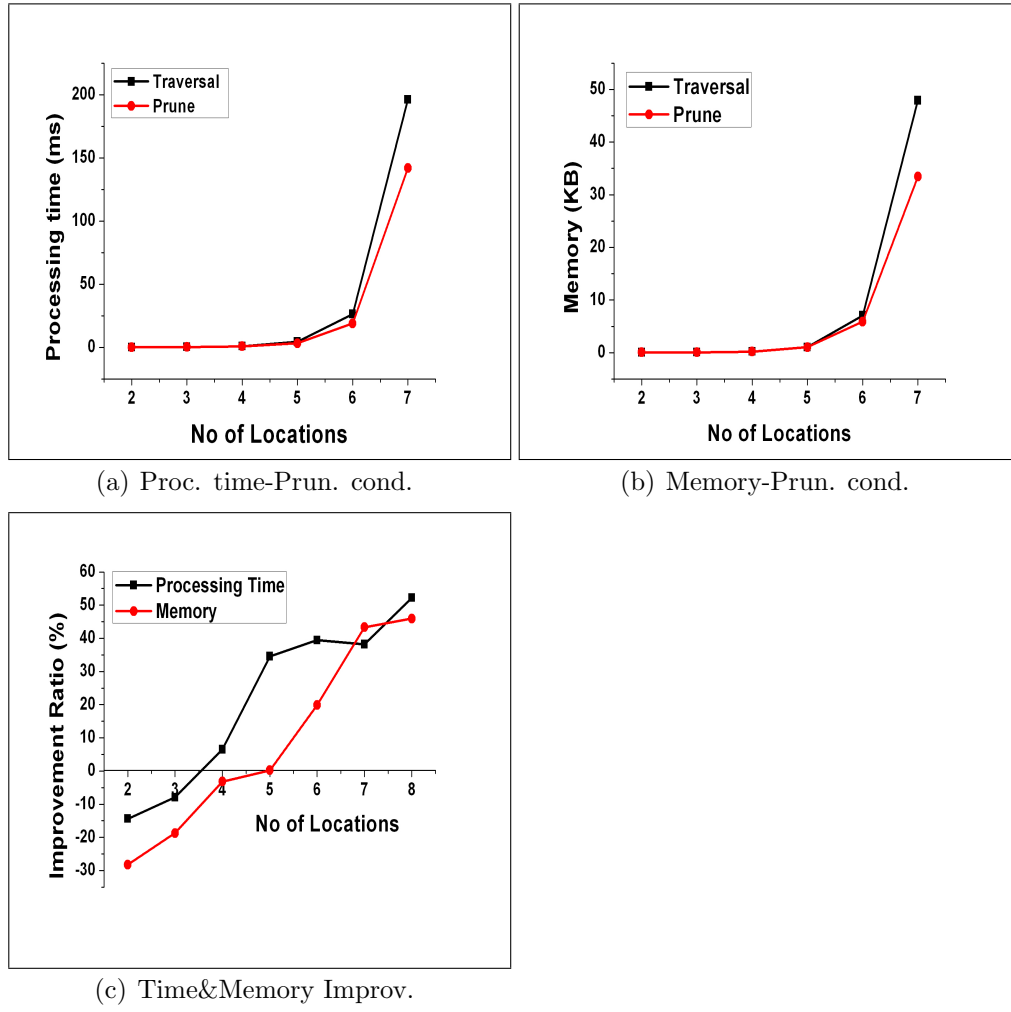 Traversal
Prune
200
150
100
50
0
Processing time (ms)
2 3 4 5 6 7
No of Locations
(a) Proc. time-Prun. cond.
Traversal
Prune
50
40
30
20
10
0
Memory (KB)
2 3 4 5 6 7
No of Locations
(b) Memory-Prun. cond.
Processing Time
Memory
60
50
40
30
20
10
0
-10
-20
-30
Improvement Ratio (%)
2 3 4 5 6 7 8
No of Locations
(c) Time&Memory Improv.